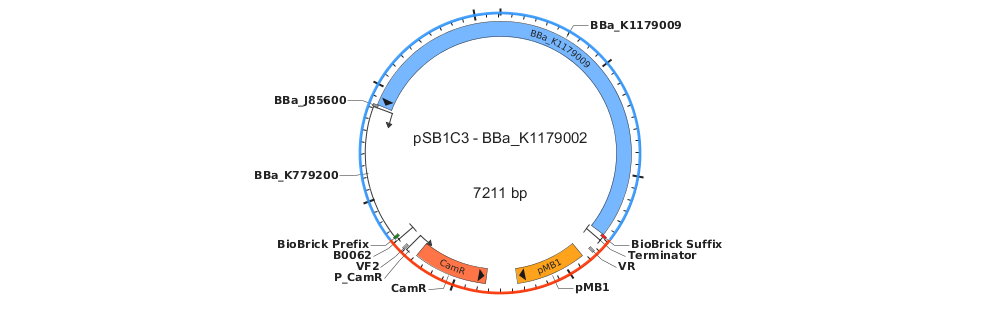 BBa_K1179009
BBa_K1179009
BBa_J85600
pSB1C3 - BBa_K1179002
BBa_K779200
7211 bp
BioBrick Prefix
BioBrick Suffix
B0062
Terminator
VF2
VR
P_CamR
CamR
pMB1
CamR
pMB1